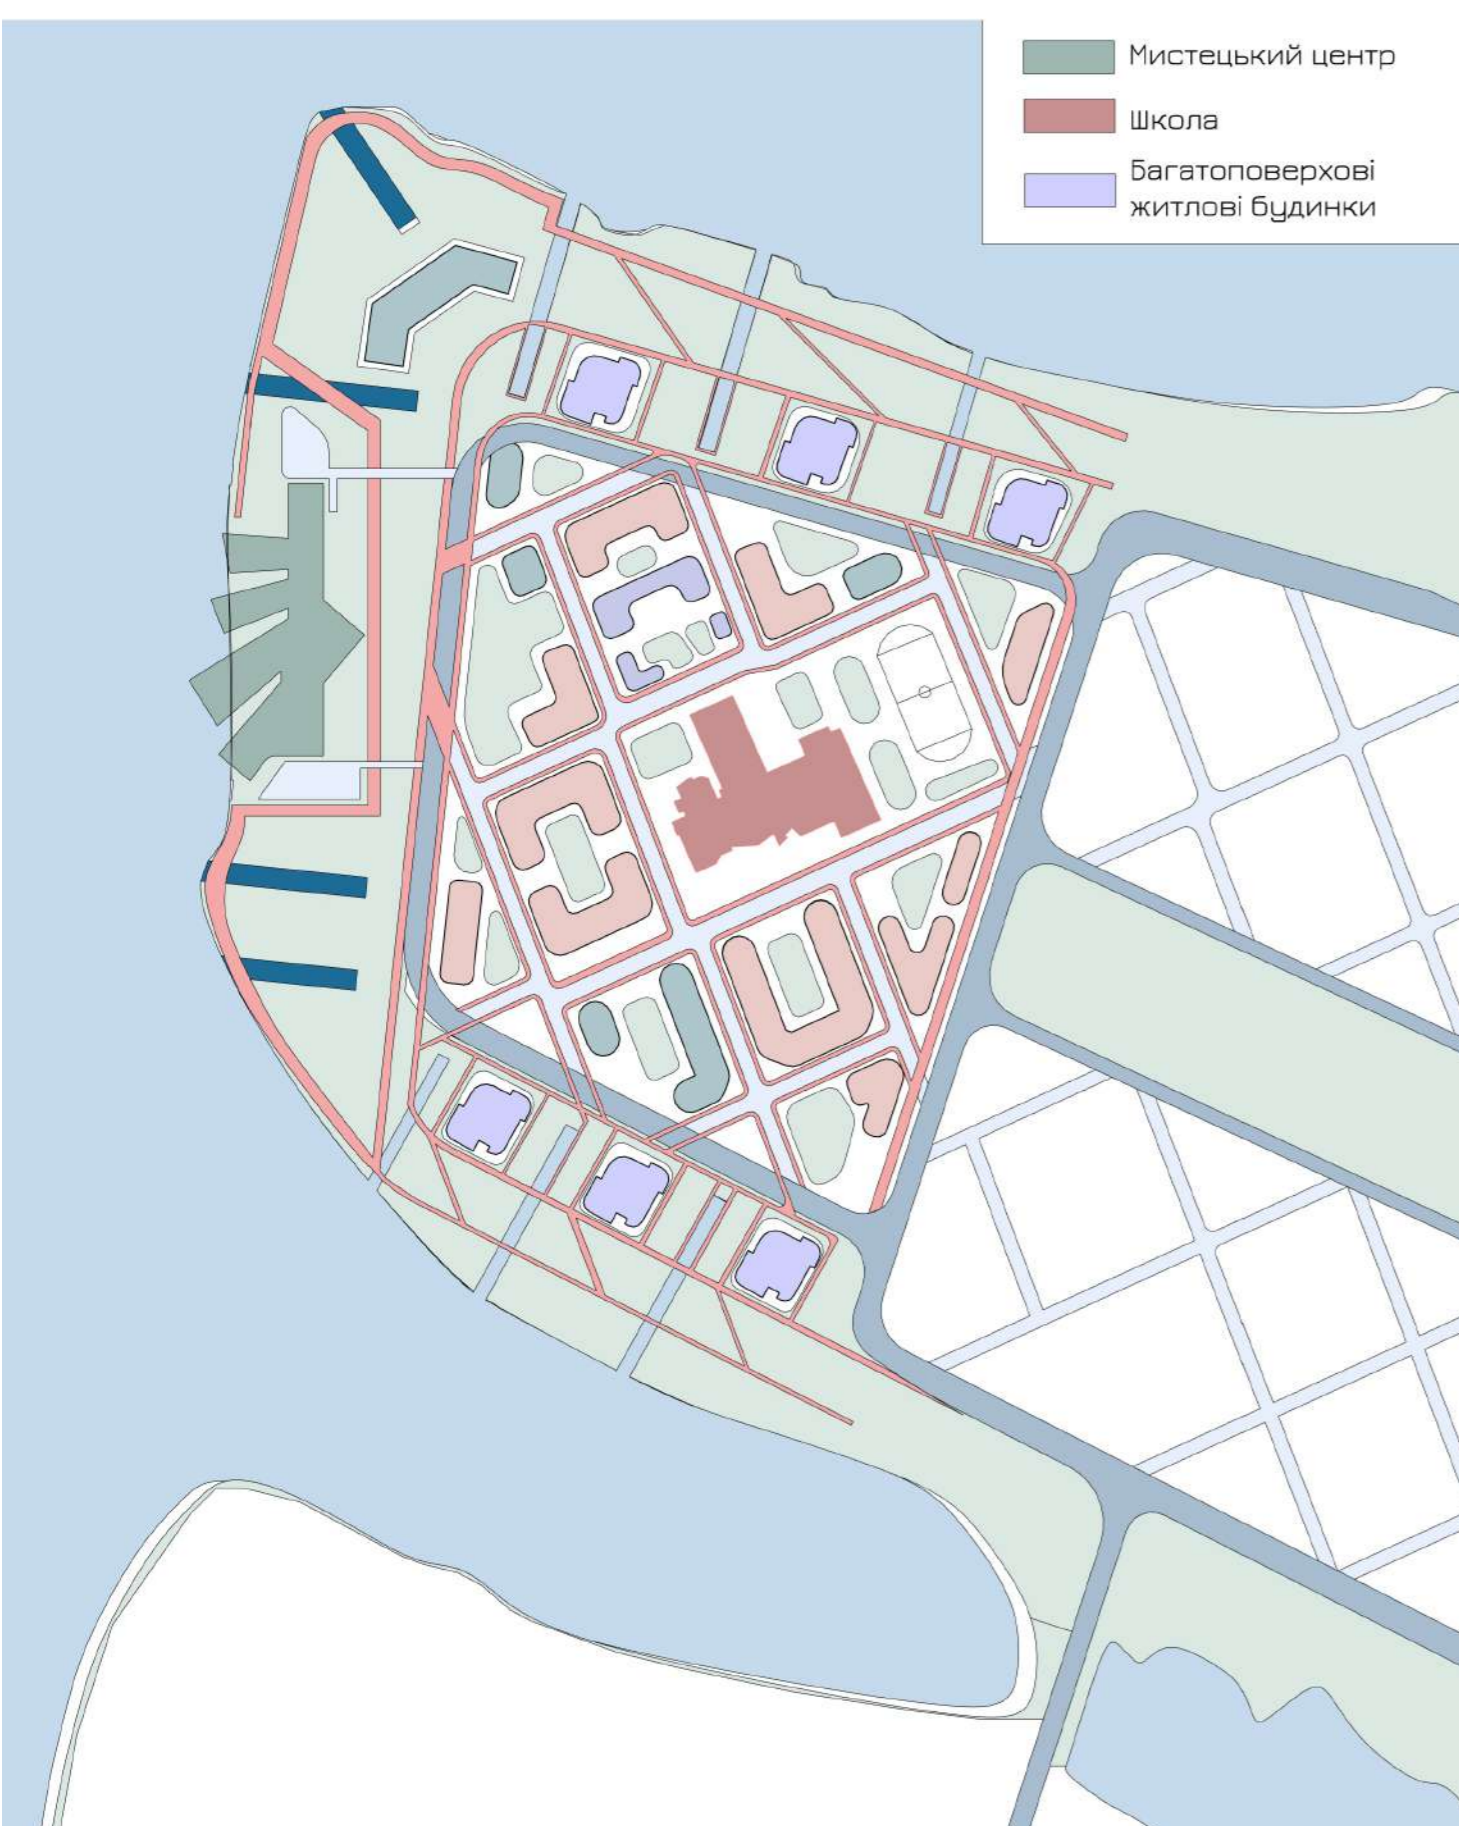 Мистецький центр
Школа
Багатоповерхові
житлові будинки